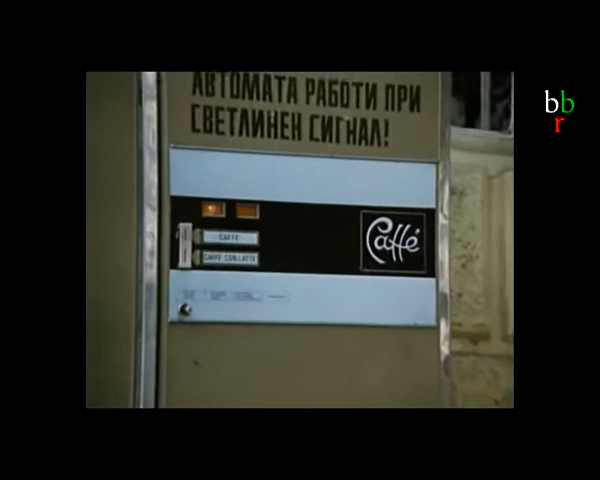 АВТОМАТА РАБОТИ ПРИ
СВЕТЛИНЕН СИГНАЛ!
CAFFE
CAFFE CON LATTE
Caffé
bb
r